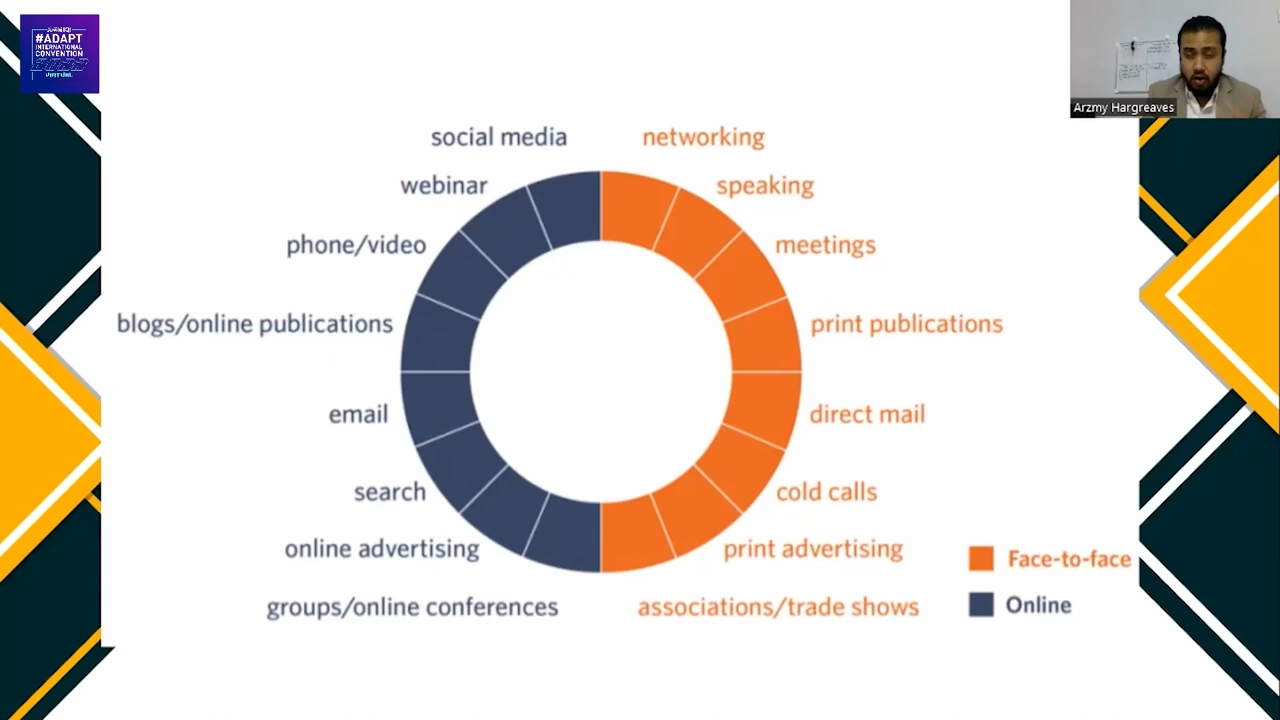 #ADAPT
INTERNATIONAL
CONVENTION
VIRTUAL
Arzmy Hargreaves
social media
networking
webinar
speaking
phone/video
meetings
blogs/online publications
print publications
email
direct mail
search
cold calls
online advertising
print advertising
groups/online conferences
associations/trade shows
Face-to-face
Online